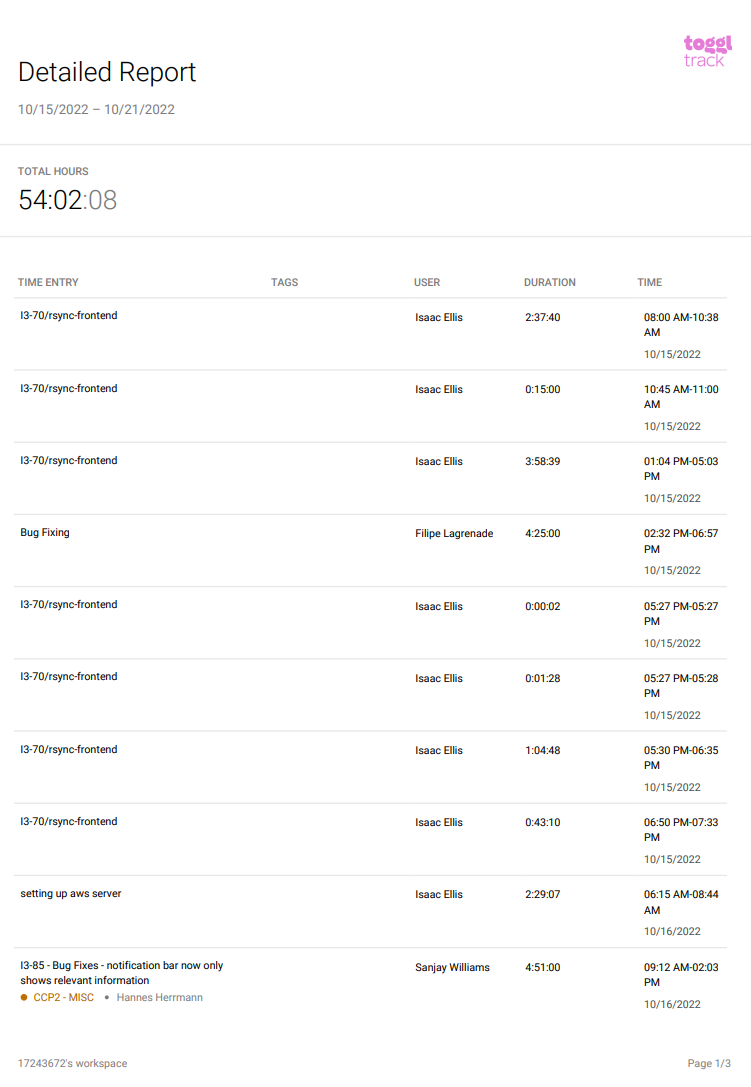 toggl
track
Detailed Report
10/15/2022 – 10/21/2022
TOTAL HOURS
54:02:08
TIME ENTRY TAGS USER DURATION TIME
I3-70/rsync-frontend Isaac Ellis 2:37:40 08:00 AM-10:38
AM
10/15/2022
I3-70/rsync-frontend Isaac Ellis 0:15:00 10:45 AM-11:00
AM
10/15/2022
I3-70/rsync-frontend Isaac Ellis 3:58:39 01:04 PM-05:03
PM
10/15/2022
Bug Fixing Filipe Lagrenade 4:25:00 02:32 PM-06:57
PM
10/15/2022
I3-70/rsync-frontend Isaac Ellis 0:00:02 05:27 PM-05:27
PM
10/15/2022
I3-70/rsync-frontend Isaac Ellis 0:01:28 05:27 PM-05:28
PM
10/15/2022
I3-70/rsync-frontend Isaac Ellis 1:04:48 05:30 PM-06:35
PM
10/15/2022
I3-70/rsync-frontend Isaac Ellis 0:43:10 06:50 PM-07:33
PM
10/15/2022
setting up aws server Isaac Ellis 2:29:07 06:15 AM-08:44
AM
10/16/2022
I3-85 - Bug Fixes - notification bar now only Sanjay Williams 4:51:00 09:12 AM-02:03
shows relevant information PM
• CCP2 - MISC • Hannes Herrmann 10/16/2022
17243672's workspace Page 1/3